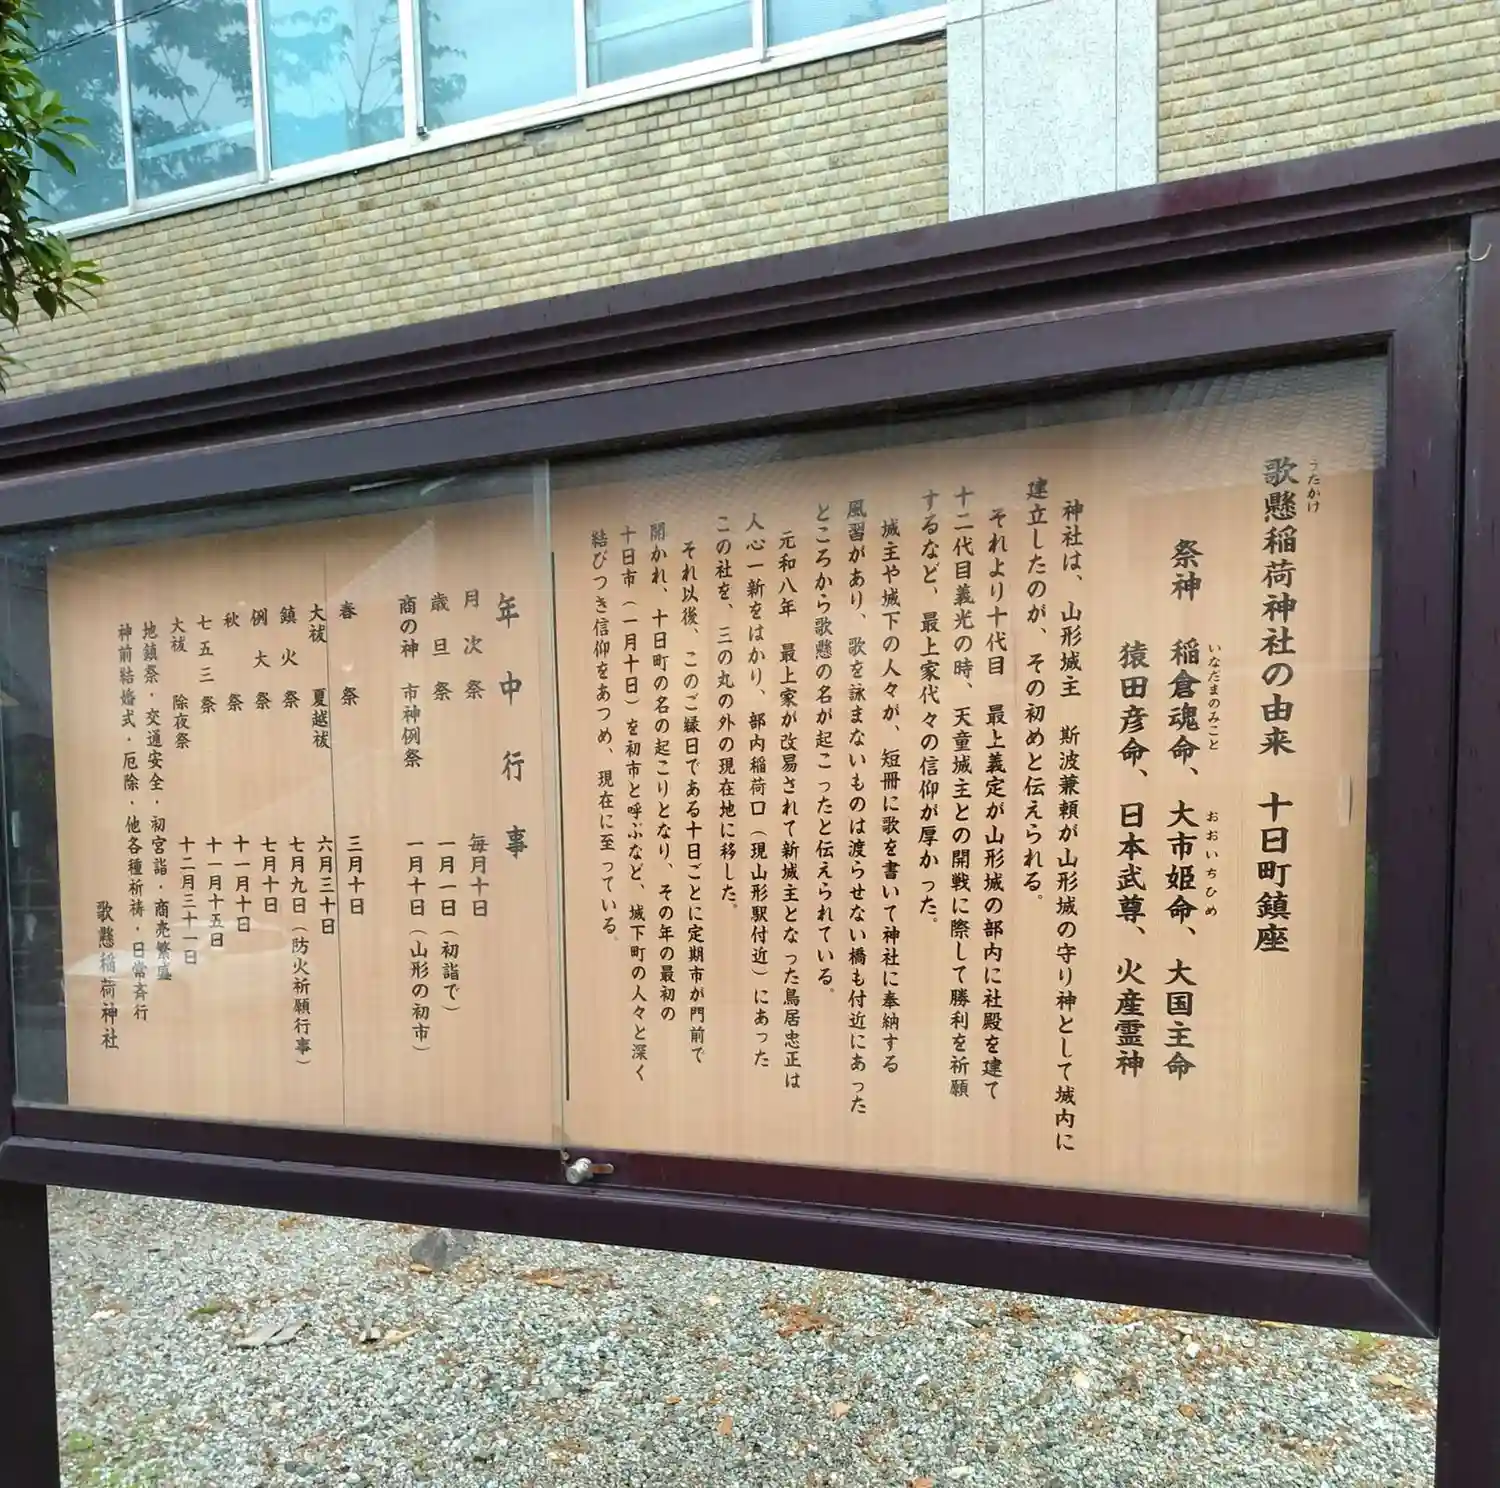 歌懸稲荷神社の由来　十日町鎮座
うたかけ
祭神　稲倉魂命、大市姫命、大国主命
いなだまのみこと　おおいちひめ
猿田彦命、日本武尊、火産霊神
神社は、山形城主　斯波兼頼が山形城の守り神として城内に
建立したのが、その初めと伝えられる。
それより十代目　最上義定が山形城の部内に社殿を建て
十二代目義光の時、天童城主との開戦に際して勝利を祈願
するなど、最上家代々の信仰が厚かった。
城主や城下の人々が、短冊に歌を書いて神社に奉納する
風習があり、歌を詠まないものは渡らせない橋も付近にあった
ところから歌懸の名が起こったと伝えられている。
元和八年　最上家が改易されて新城主となった鳥居忠正は
人心一新をはかり、部内稲荷口（現山形駅付近）にあった
この社を、三の丸の外の現在地に移した。
それ以後、このご縁日である十日ごとに定期市が門前で
開かれ、十日町の名の起こりとなり、その年の最初の
十日市（一月十日）を初市と呼ぶなど、城下町の人々と深く
結びつき信仰をあつめ、現在に至っている。
年中行事
月次祭　毎月十日
歳旦祭　一月一日（初詣で）
商の神　市神例祭　一月十日（山形の初市）
春祭　三月十日
大祓　夏越祓　六月三十日
鎮火祭　七月九日（防火祈願行事）
例大祭　七月十日
秋祭　十一月十日
七五三祭　十一月十五日
大祓　除夜祭　十二月三十一日
地鎮祭・交通安全・初宮詣・商売繁盛
神前結婚式・厄除・他各種祈祷・日常斉行
歌懸稲荷神社